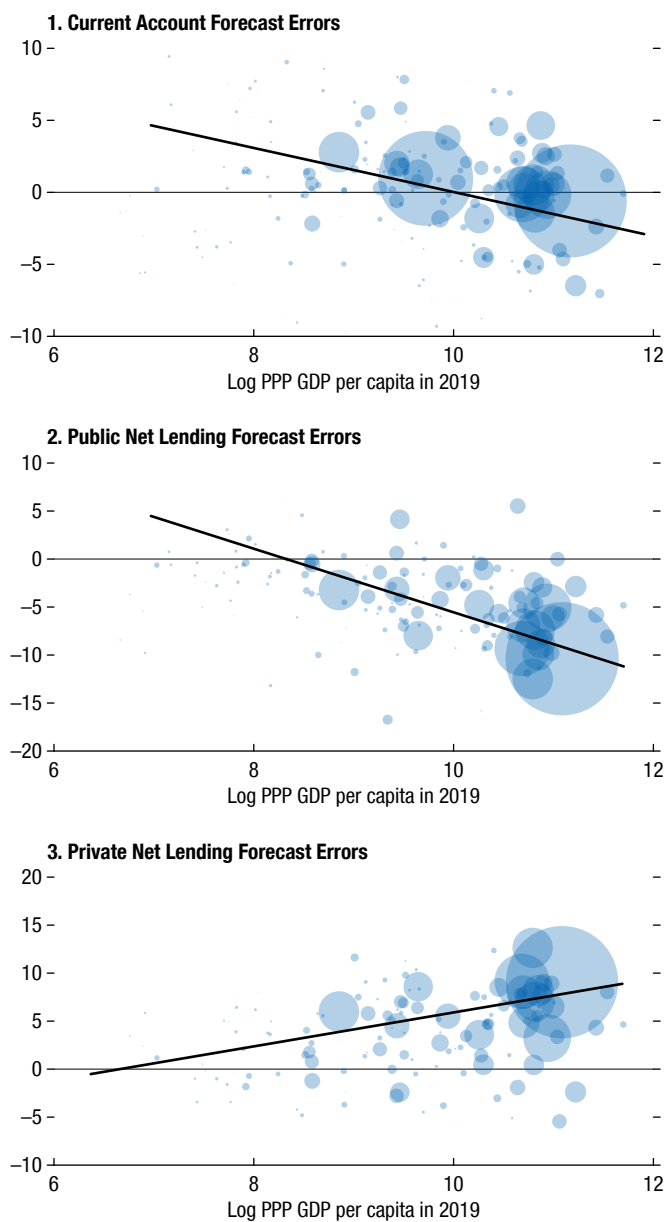 1. Current Account Forecast Errors
10
5
0
–5
–10
6 8 10 12
Log PPP GDP per capita in 2019
2. Public Net Lending Forecast Errors
10
5
0
–5
–10
–15
–20
6 8 10 12
Log PPP GDP per capita in 2019
3. Private Net Lending Forecast Errors
20
15
10
5
0
–5
–10
6 8 10 12
Log PPP GDP per capita in 2019